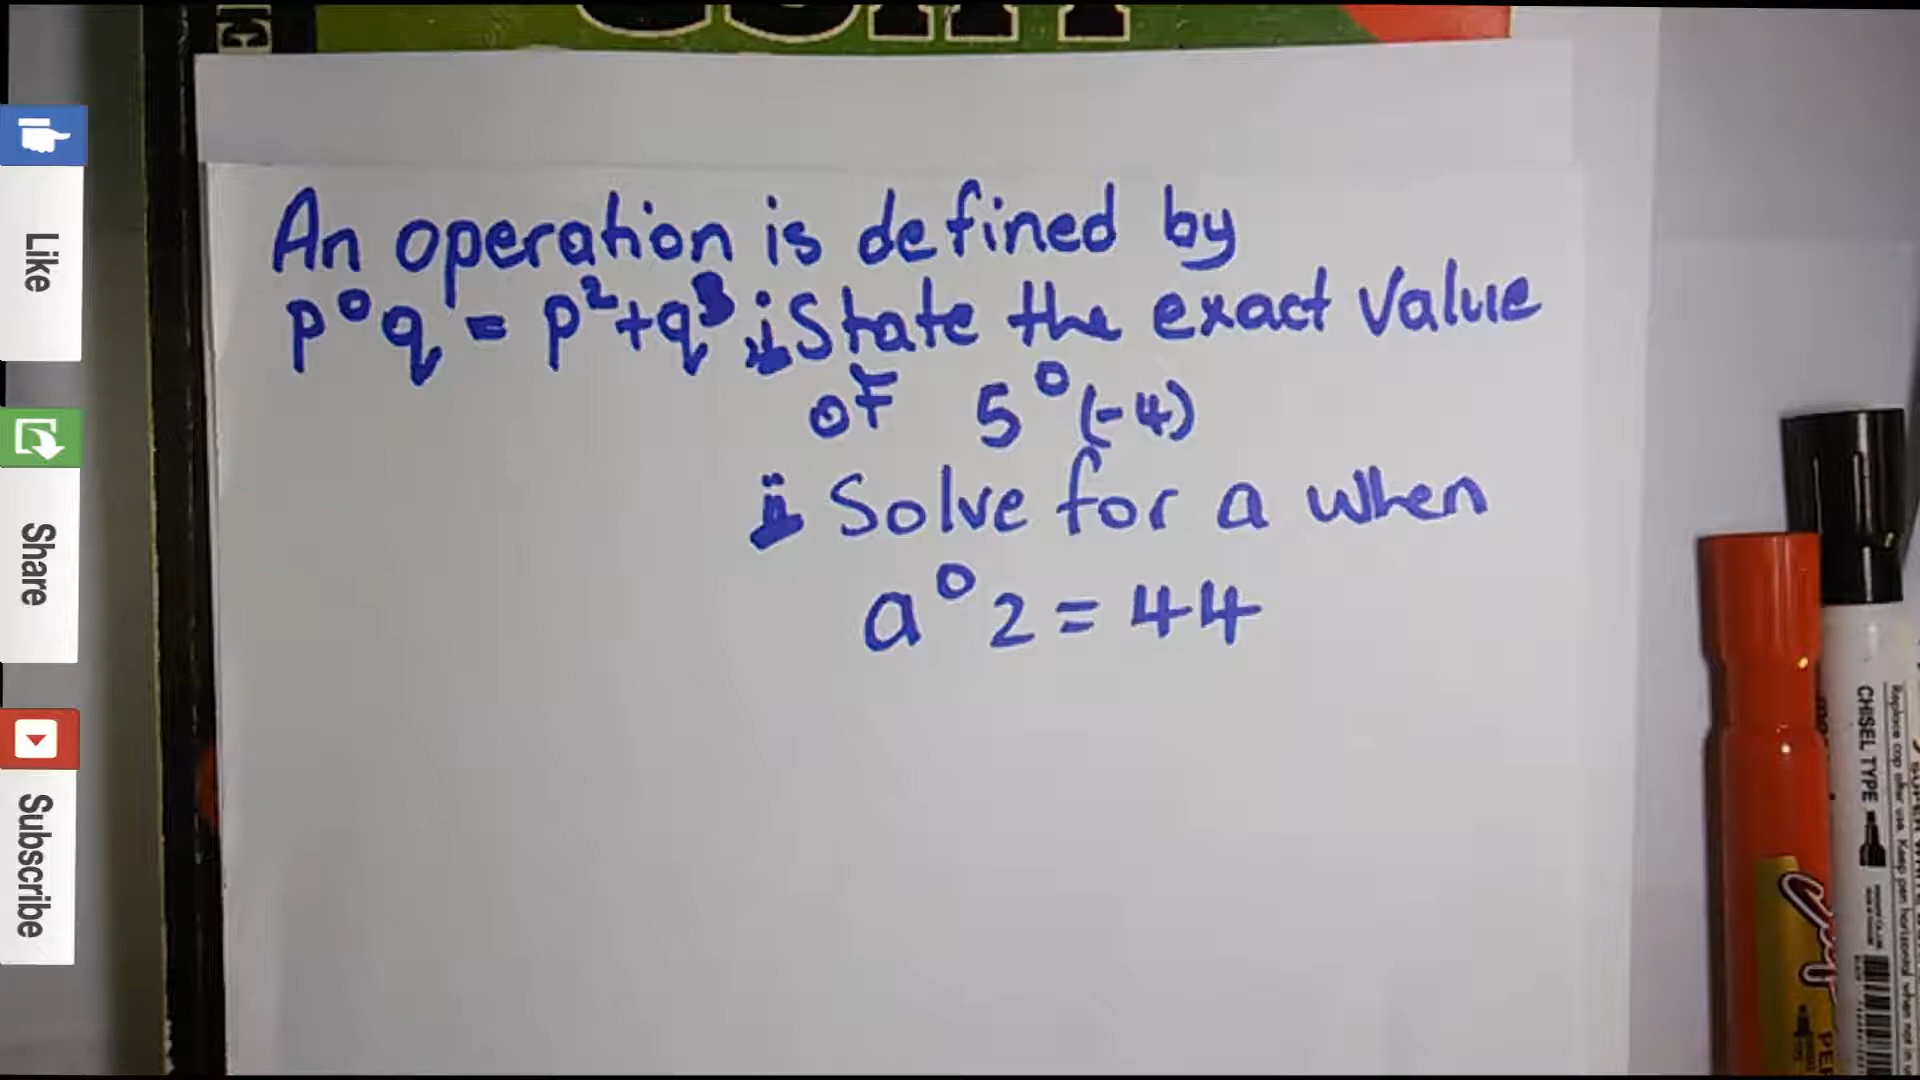 An operation is defined by
p°q = p²+q³ i State the exact value
of 5°(-4)
ii Solve for a when
a°2 = 44
Like
Share
Subscribe
CHISEL TYPE